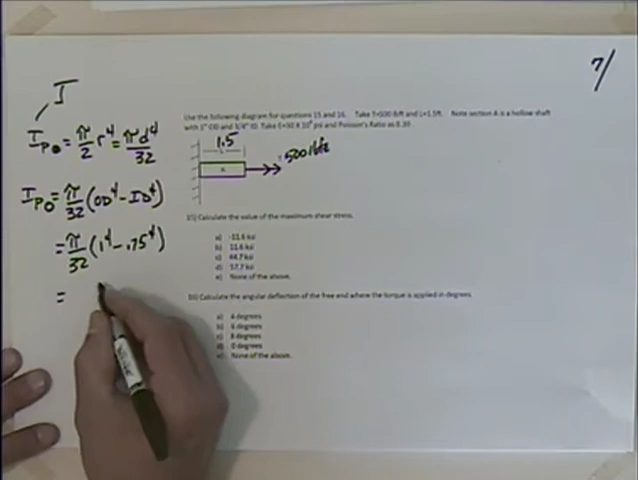 7/
I
I_PO = π/2 r⁴ = πd⁴/32
I_PO = π/32 (OD⁴ - ID⁴)
= π/32 (1⁴ - .75⁴)
=
Use the following diagram for questions 15 and 16. Take T=500 lbft and L=1.5ft. Note section A is a hollow shaft
with 1" OD and 3/4" ID. Take E=30 X 10⁶ psi and Poisson's Ratio as 0.30.
1.5
500 lbft
15) Calculate the value of the maximum shear stress.
a) -11.6 ksi
b) 11.6 ksi
c) 44.7 ksi
d) 57.7 ksi
e) None of the above.
16) Calculate the angular deflection of the free end where the torque is applied in degrees.
a) 4 degrees
b) 6 degrees
c) 8 degrees
d) 0 degrees
e) None of the above.